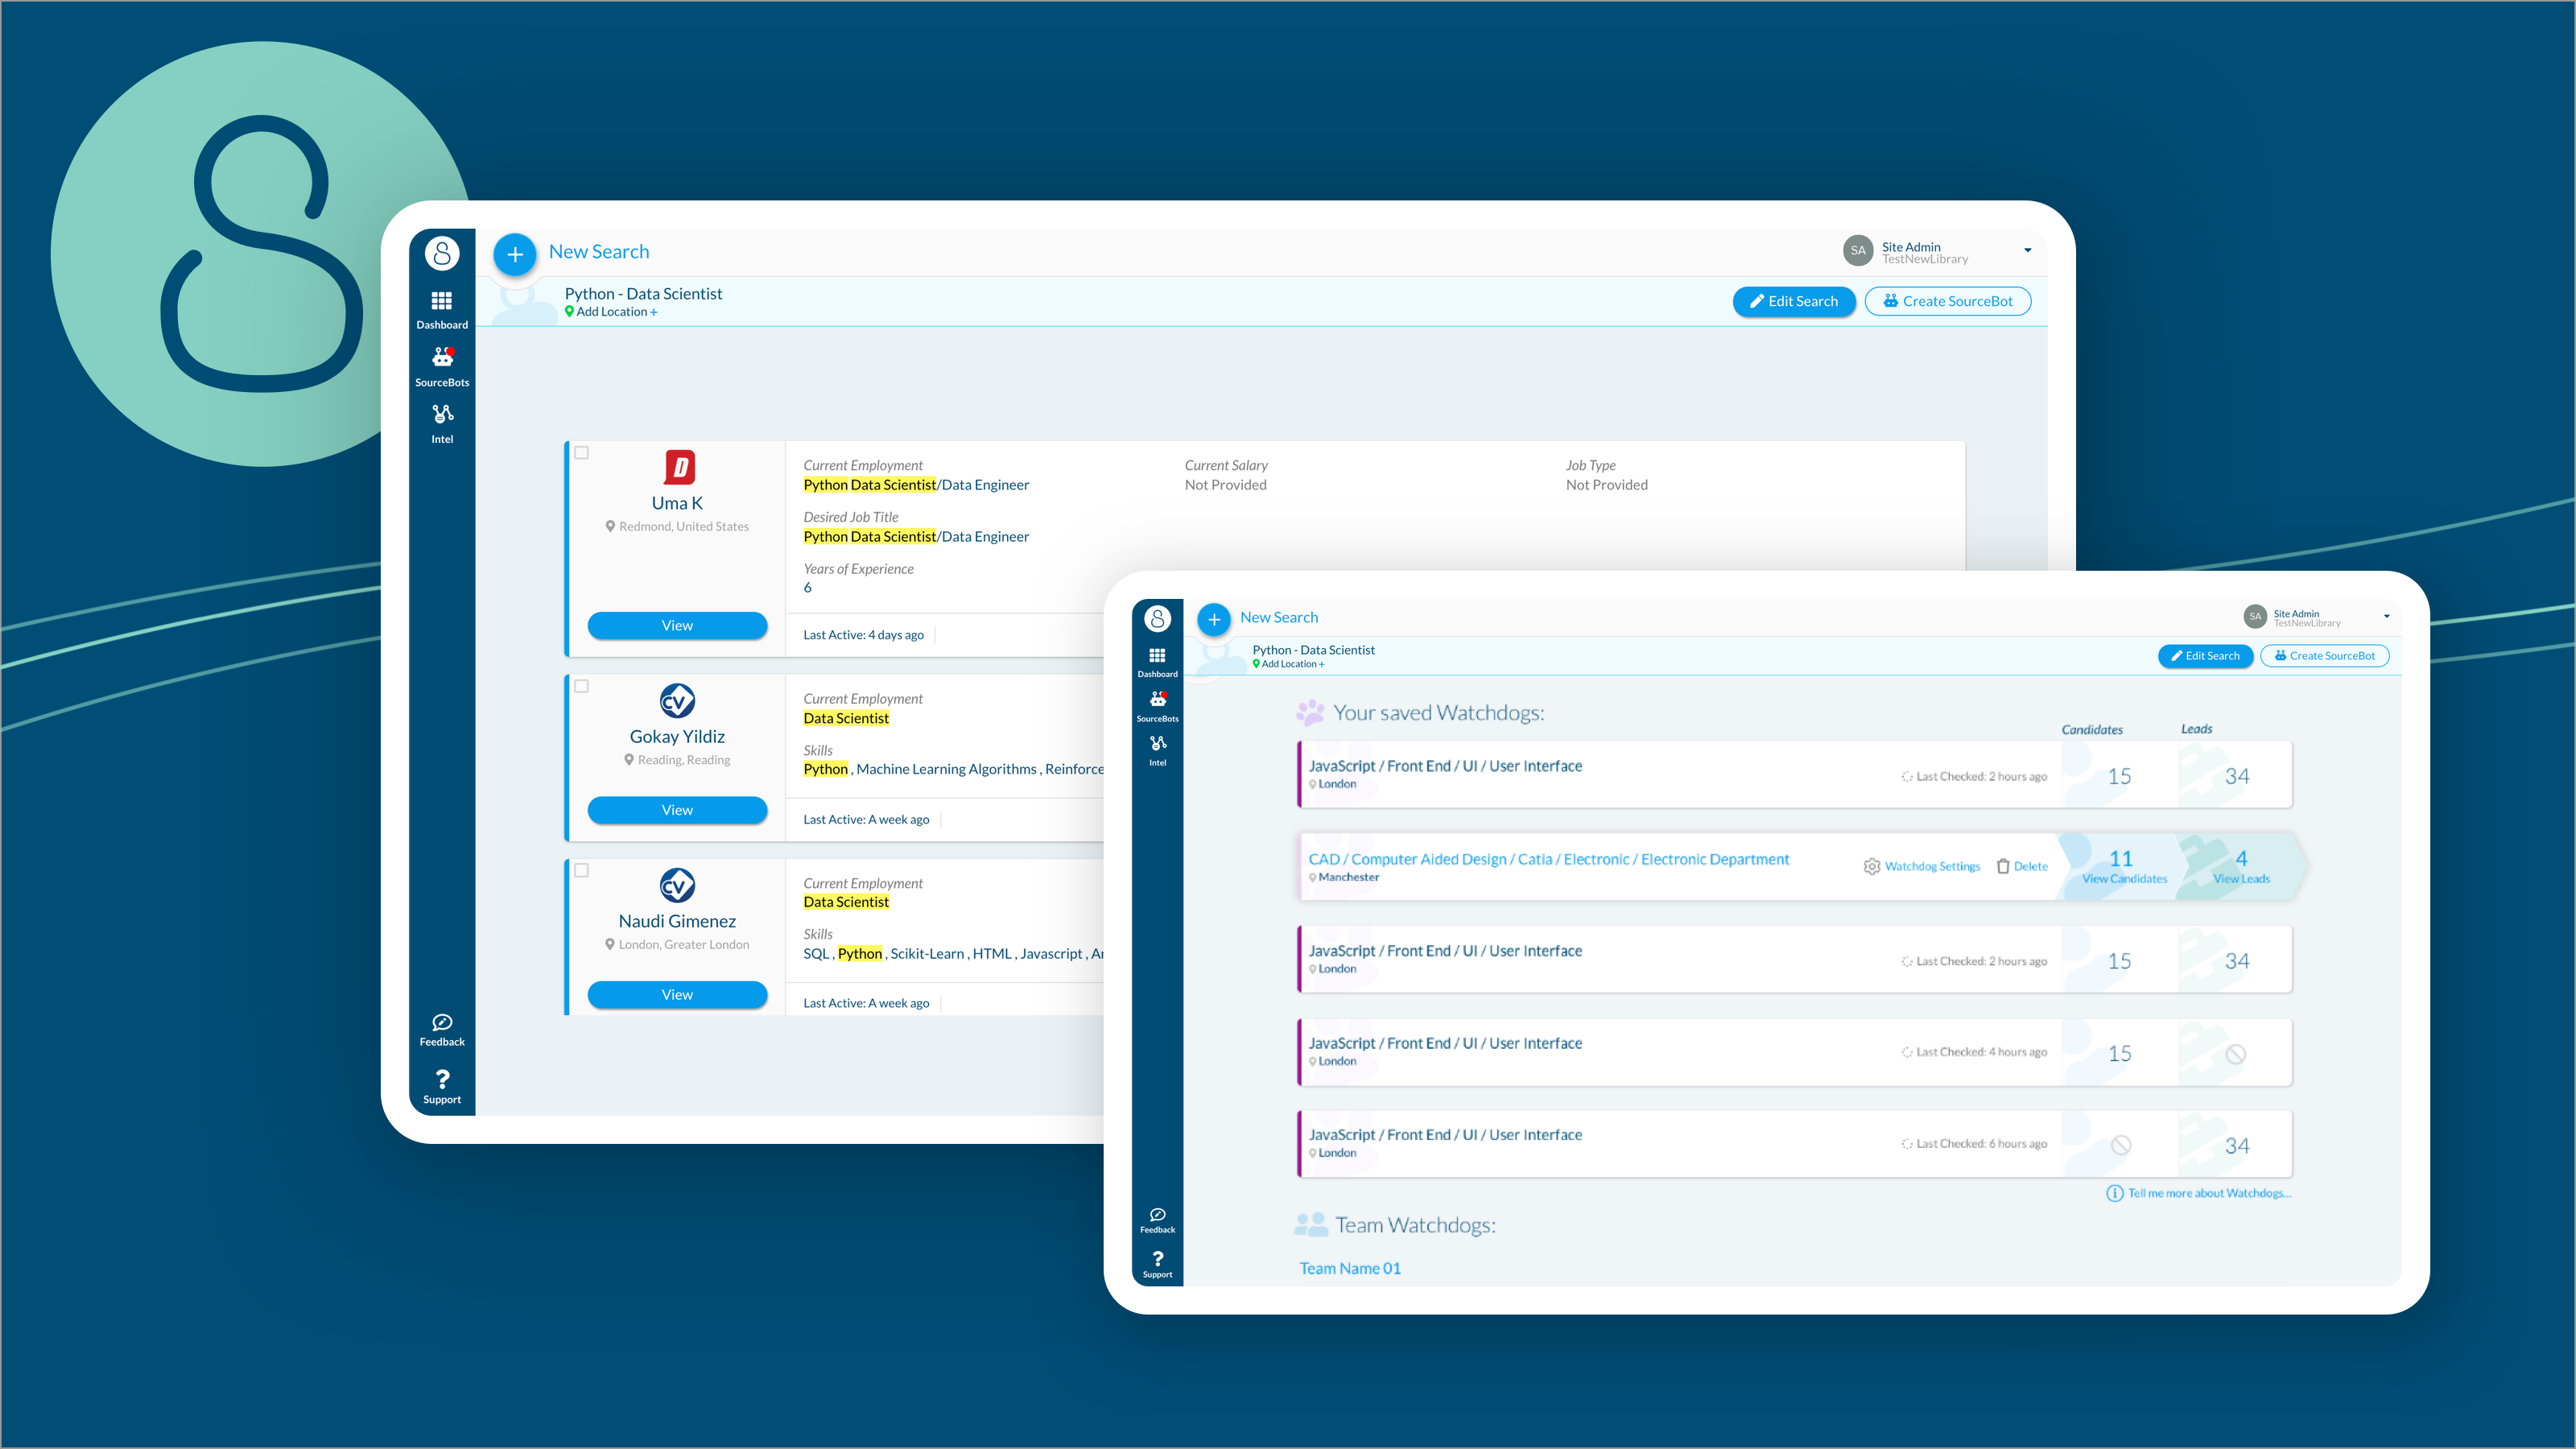 New Search
SA
Site Admin
TestNewLibrary
Python - Data Scientist
Add Location +
Edit Search
Create SourceBot
Dashboard
SourceBots
Intel
Feedback
Support
D
Uma K
Redmond, United States
View
Current Employment
Python Data Scientist/Data Engineer
Current Salary
Not Provided
Job Type
Not Provided
Desired Job Title
Python Data Scientist/Data Engineer
Years of Experience
6
Last Active: 4 days ago
CV
Gokay Yildiz
Reading, Reading
View
Current Employment
Data Scientist
Skills
Python , Machine Learning Algorithms , Reinforce
Last Active: A week ago
CV
Naudi Gimenez
London, Greater London
View
Current Employment
Data Scientist
Skills
SQL , Python , Scikit-Learn , HTML , Javascript , Ar
Last Active: A week ago
New Search
SA
Site Admin
TestNewLibrary
Python - Data Scientist
Add Location +
Edit Search
Create SourceBot
Dashboard
SourceBots
Intel
Feedback
Support
Your saved Watchdogs:
Candidates
Leads
JavaScript / Front End / UI / User Interface
London
Last Checked: 2 hours ago
15
34
CAD / Computer Aided Design / Catia / Electronic / Electronic Department
Manchester
Watchdog Settings
Delete
11
View Candidates
4
View Leads
JavaScript / Front End / UI / User Interface
London
Last Checked: 2 hours ago
15
34
JavaScript / Front End / UI / User Interface
London
Last Checked: 4 hours ago
15
JavaScript / Front End / UI / User Interface
London
Last Checked: 6 hours ago
34
Tell me more about Watchdogs...
Team Watchdogs:
Team Name 01